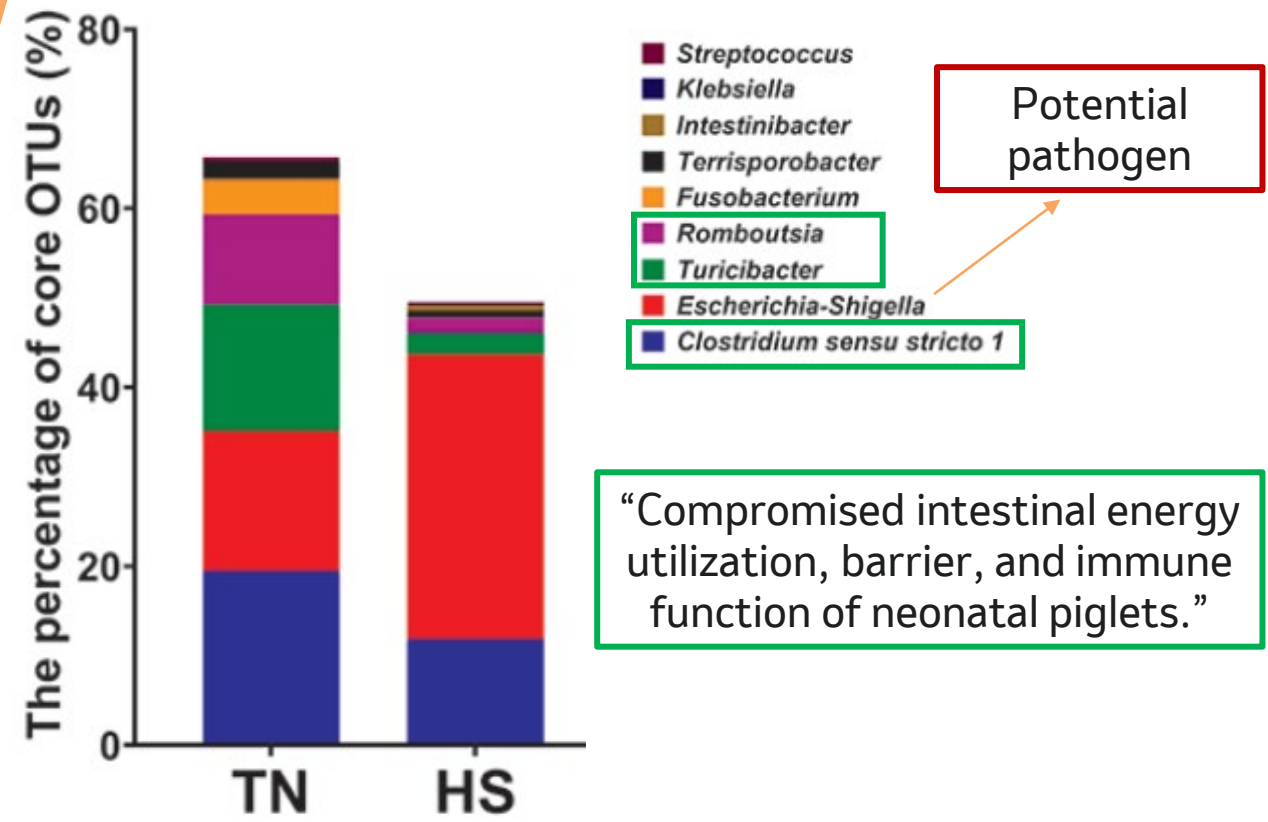 The percentage of core OTUs (%)
80
60
40
20
0
TN
HS
Streptococcus
Klebsiella
Intestinibacter
Terrisporobacter
Fusobacterium
Romboutsia
Turicibacter
Escherichia-Shigella
Clostridium sensu stricto 1
Potential
pathogen
“Compromised intestinal energy
utilization, barrier, and immune
function of neonatal piglets.”